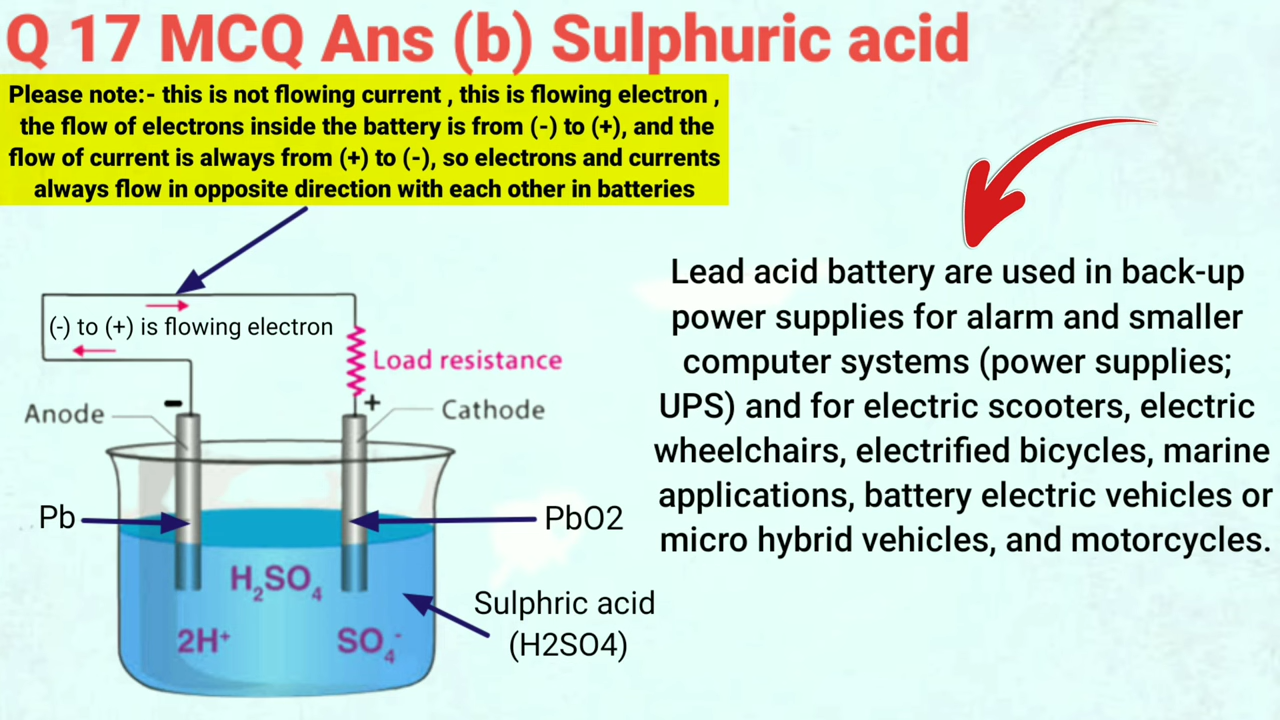 Q 17 MCQ Ans (b) Sulphuric acid
Please note:- this is not flowing current , this is flowing electron ,
the flow of electrons inside the battery is from (-) to (+), and the
flow of current is always from (+) to (-), so electrons and currents
always flow in opposite direction with each other in batteries
(-) to (+) is flowing electron
Load resistance
-
+
Anode
Cathode
Pb
PbO2
H₂SO₄
2H⁺
SO₄⁻
Sulphric acid
(H2SO4)
Lead acid battery are used in back-up
power supplies for alarm and smaller
computer systems (power supplies;
UPS) and for electric scooters, electric
wheelchairs, electrified bicycles, marine
applications, battery electric vehicles or
micro hybrid vehicles, and motorcycles.